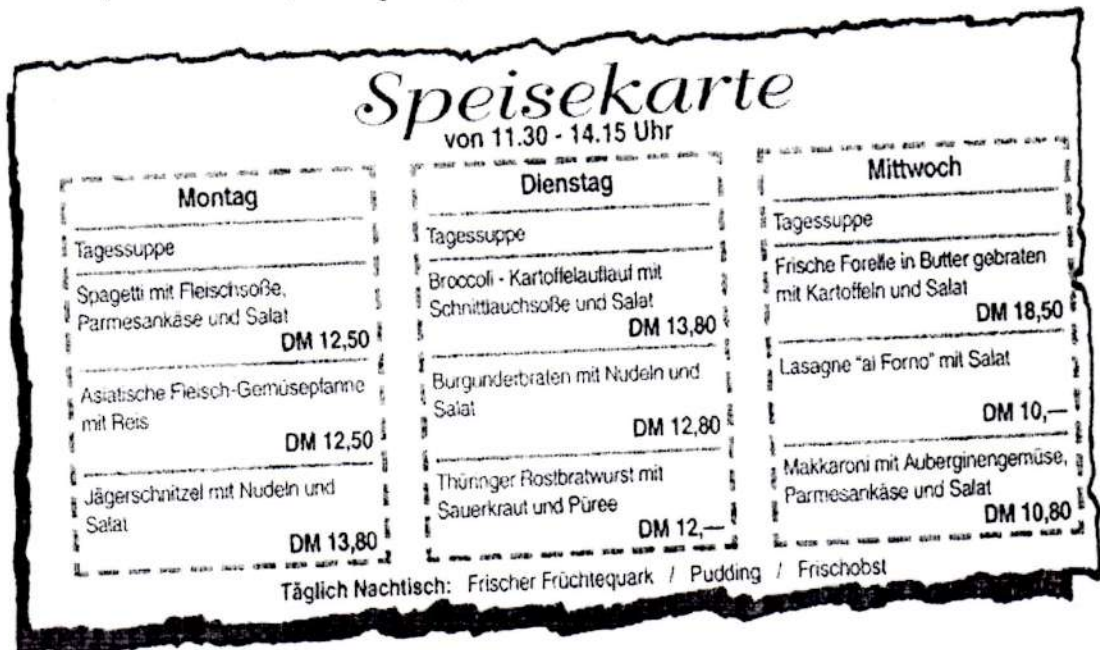 Speisekarte
von 11.30 - 14.15 Uhr
Montag
Tagessuppe
Spagetti mit Fleischsoße,
Parmesankäse und Salat
DM 12,50
Asiatische Fleisch-Gemüsepfanne
mit Reis
DM 12,50
Jägerschnitzel mit Nudeln und
Salat
DM 13,80
Dienstag
Tagessuppe
Broccoli - Kartoffelauflauf mit
Schnittlauchsoße und Salat
DM 13,80
Burgunderbraten mit Nudeln und
Salat
DM 12,80
Thüringer Rostbratwurst mit
Sauerkraut und Püree
DM 12,—
Mittwoch
Tagessuppe
Frische Forelle in Butter gebraten
mit Kartoffeln und Salat
DM 18,50
Lasagne "al Forno" mit Salat
DM 10,—
Makkaroni mit Auberginengemüse,
Parmesankäse und Salat
DM 10,80
Täglich Nachtisch: Frischer Früchtequark / Pudding / Frischobst